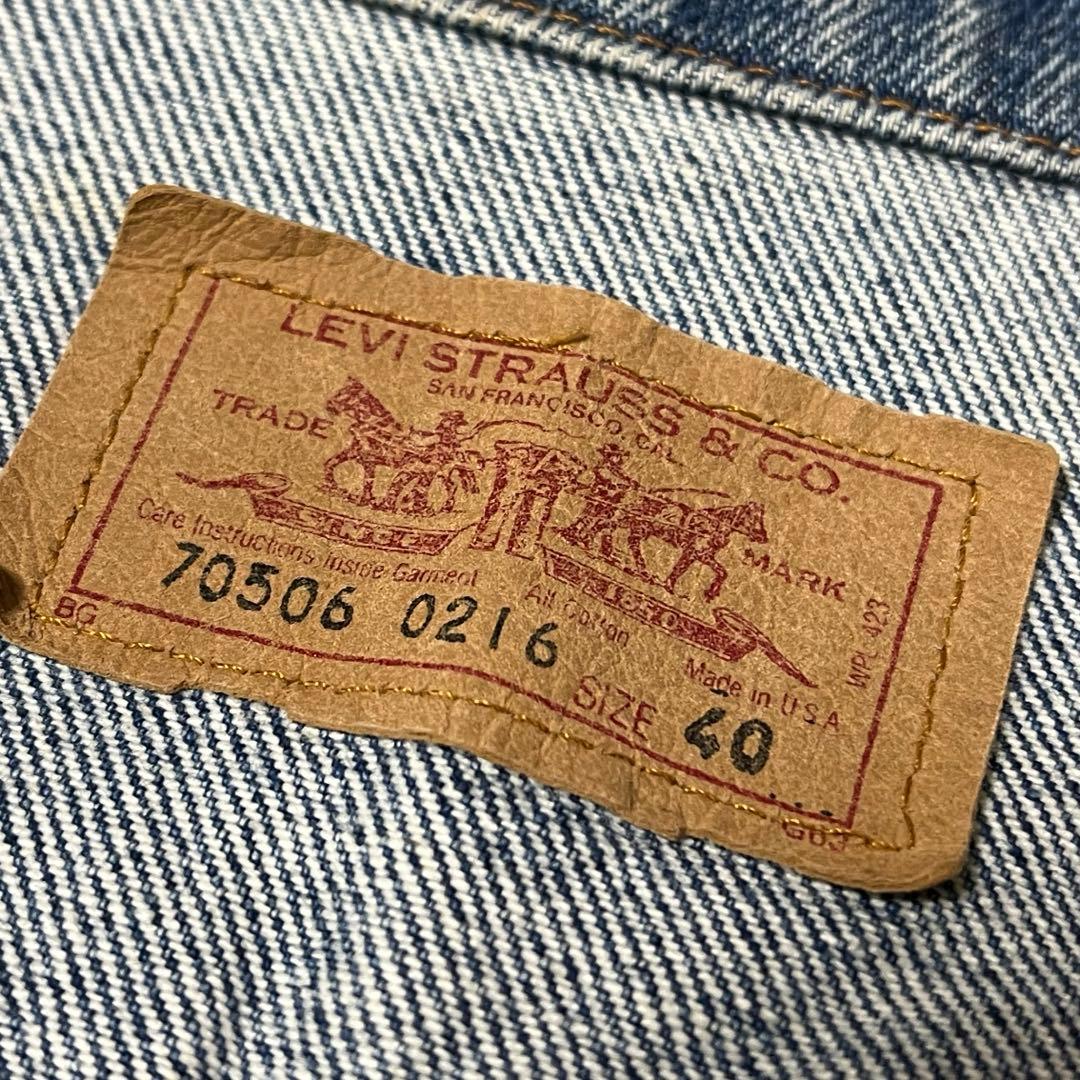 LEVI STRAUSS & CO.
SAN FRANCISCO, CAL
TRADE MARK
Care Instructions Inside Garment
All Cotton
Made in U S A
WPL 423
70506 0216
SIZE 40
BG
G03